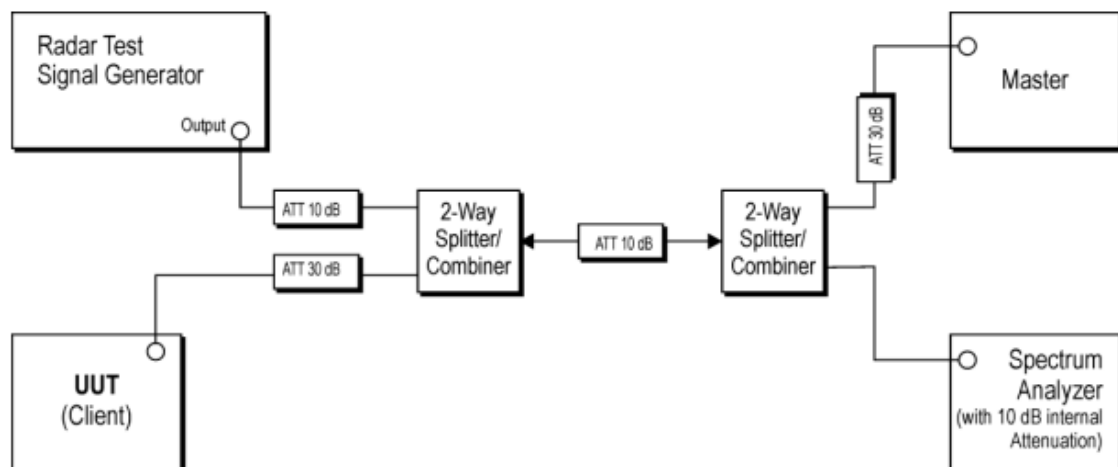 Radar Test
Signal Generator
Output
ATT 10 dB
ATT 30 dB
2-Way
Splitter/
Combiner
ATT 10 dB
2-Way
Splitter/
Combiner
ATT 30 dB
Master
UUT
(Client)
Spectrum
Analyzer
(with 10 dB internal
Attenuation)